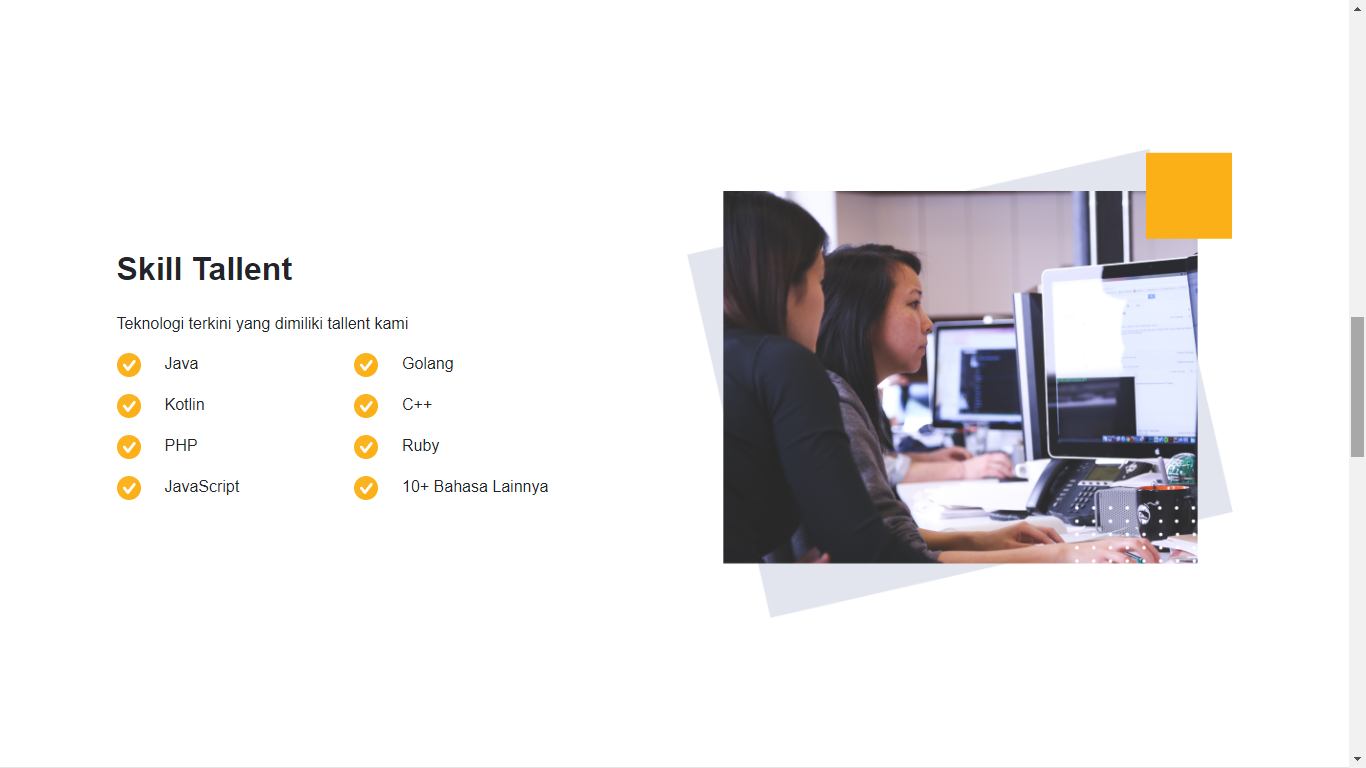 Skill Tallent
Teknologi terkini yang dimiliki tallent kami
Java
Golang
Kotlin
C++
PHP
Ruby
JavaScript
10+ Bahasa Lainnya